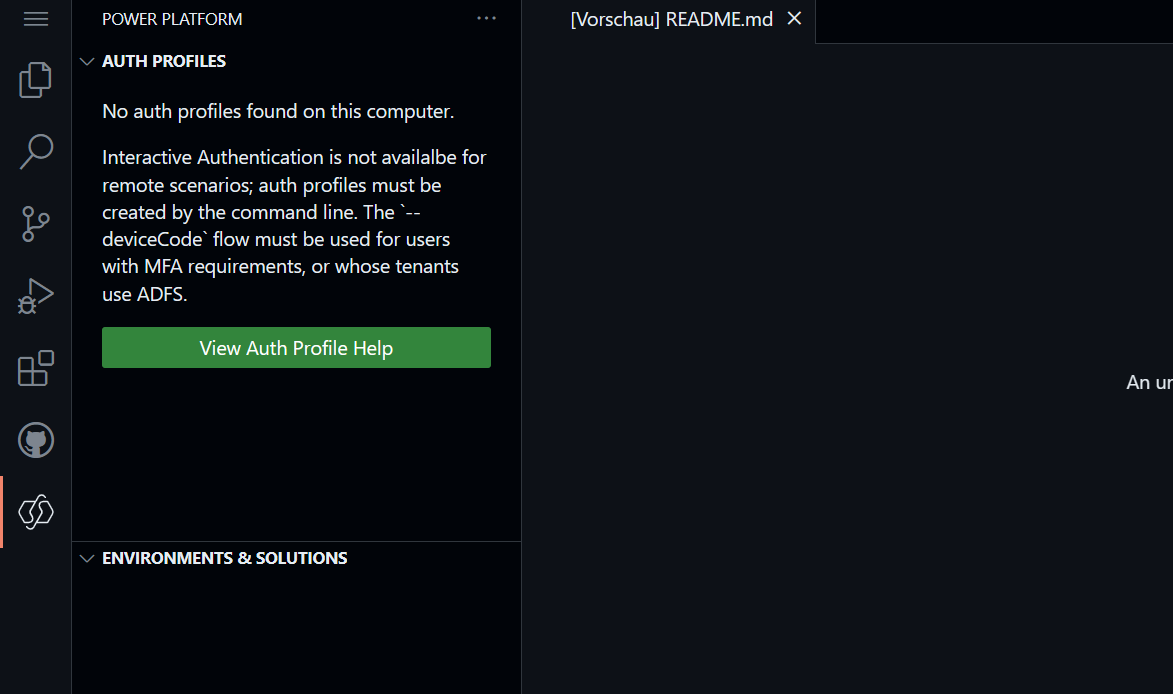 POWER PLATFORM
[Vorschau] README.md
AUTH PROFILES
No auth profiles found on this computer.
Interactive Authentication is not availalbe for
remote scenarios; auth profiles must be
created by the command line. The `--
deviceCode` flow must be used for users
with MFA requirements, or whose tenants
use ADFS.
View Auth Profile Help
An
ENVIRONMENTS & SOLUTIONS